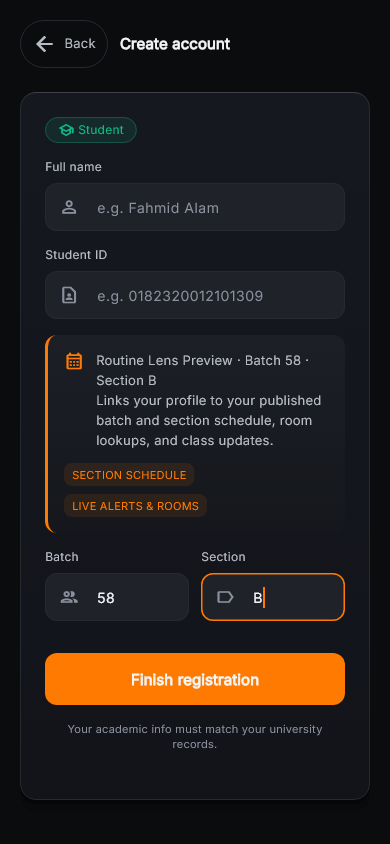 Back
Create account
Student
Full name
e.g. Fahmid Alam
Student ID
e.g. 0182320012101309
Routine Lens Preview · Batch 58 ·
Section B
Links your profile to your published
batch and section schedule, room
lookups, and class updates.
SECTION SCHEDULE
LIVE ALERTS & ROOMS
Batch
Section
58
B
Finish registration
Your academic info must match your university
records.